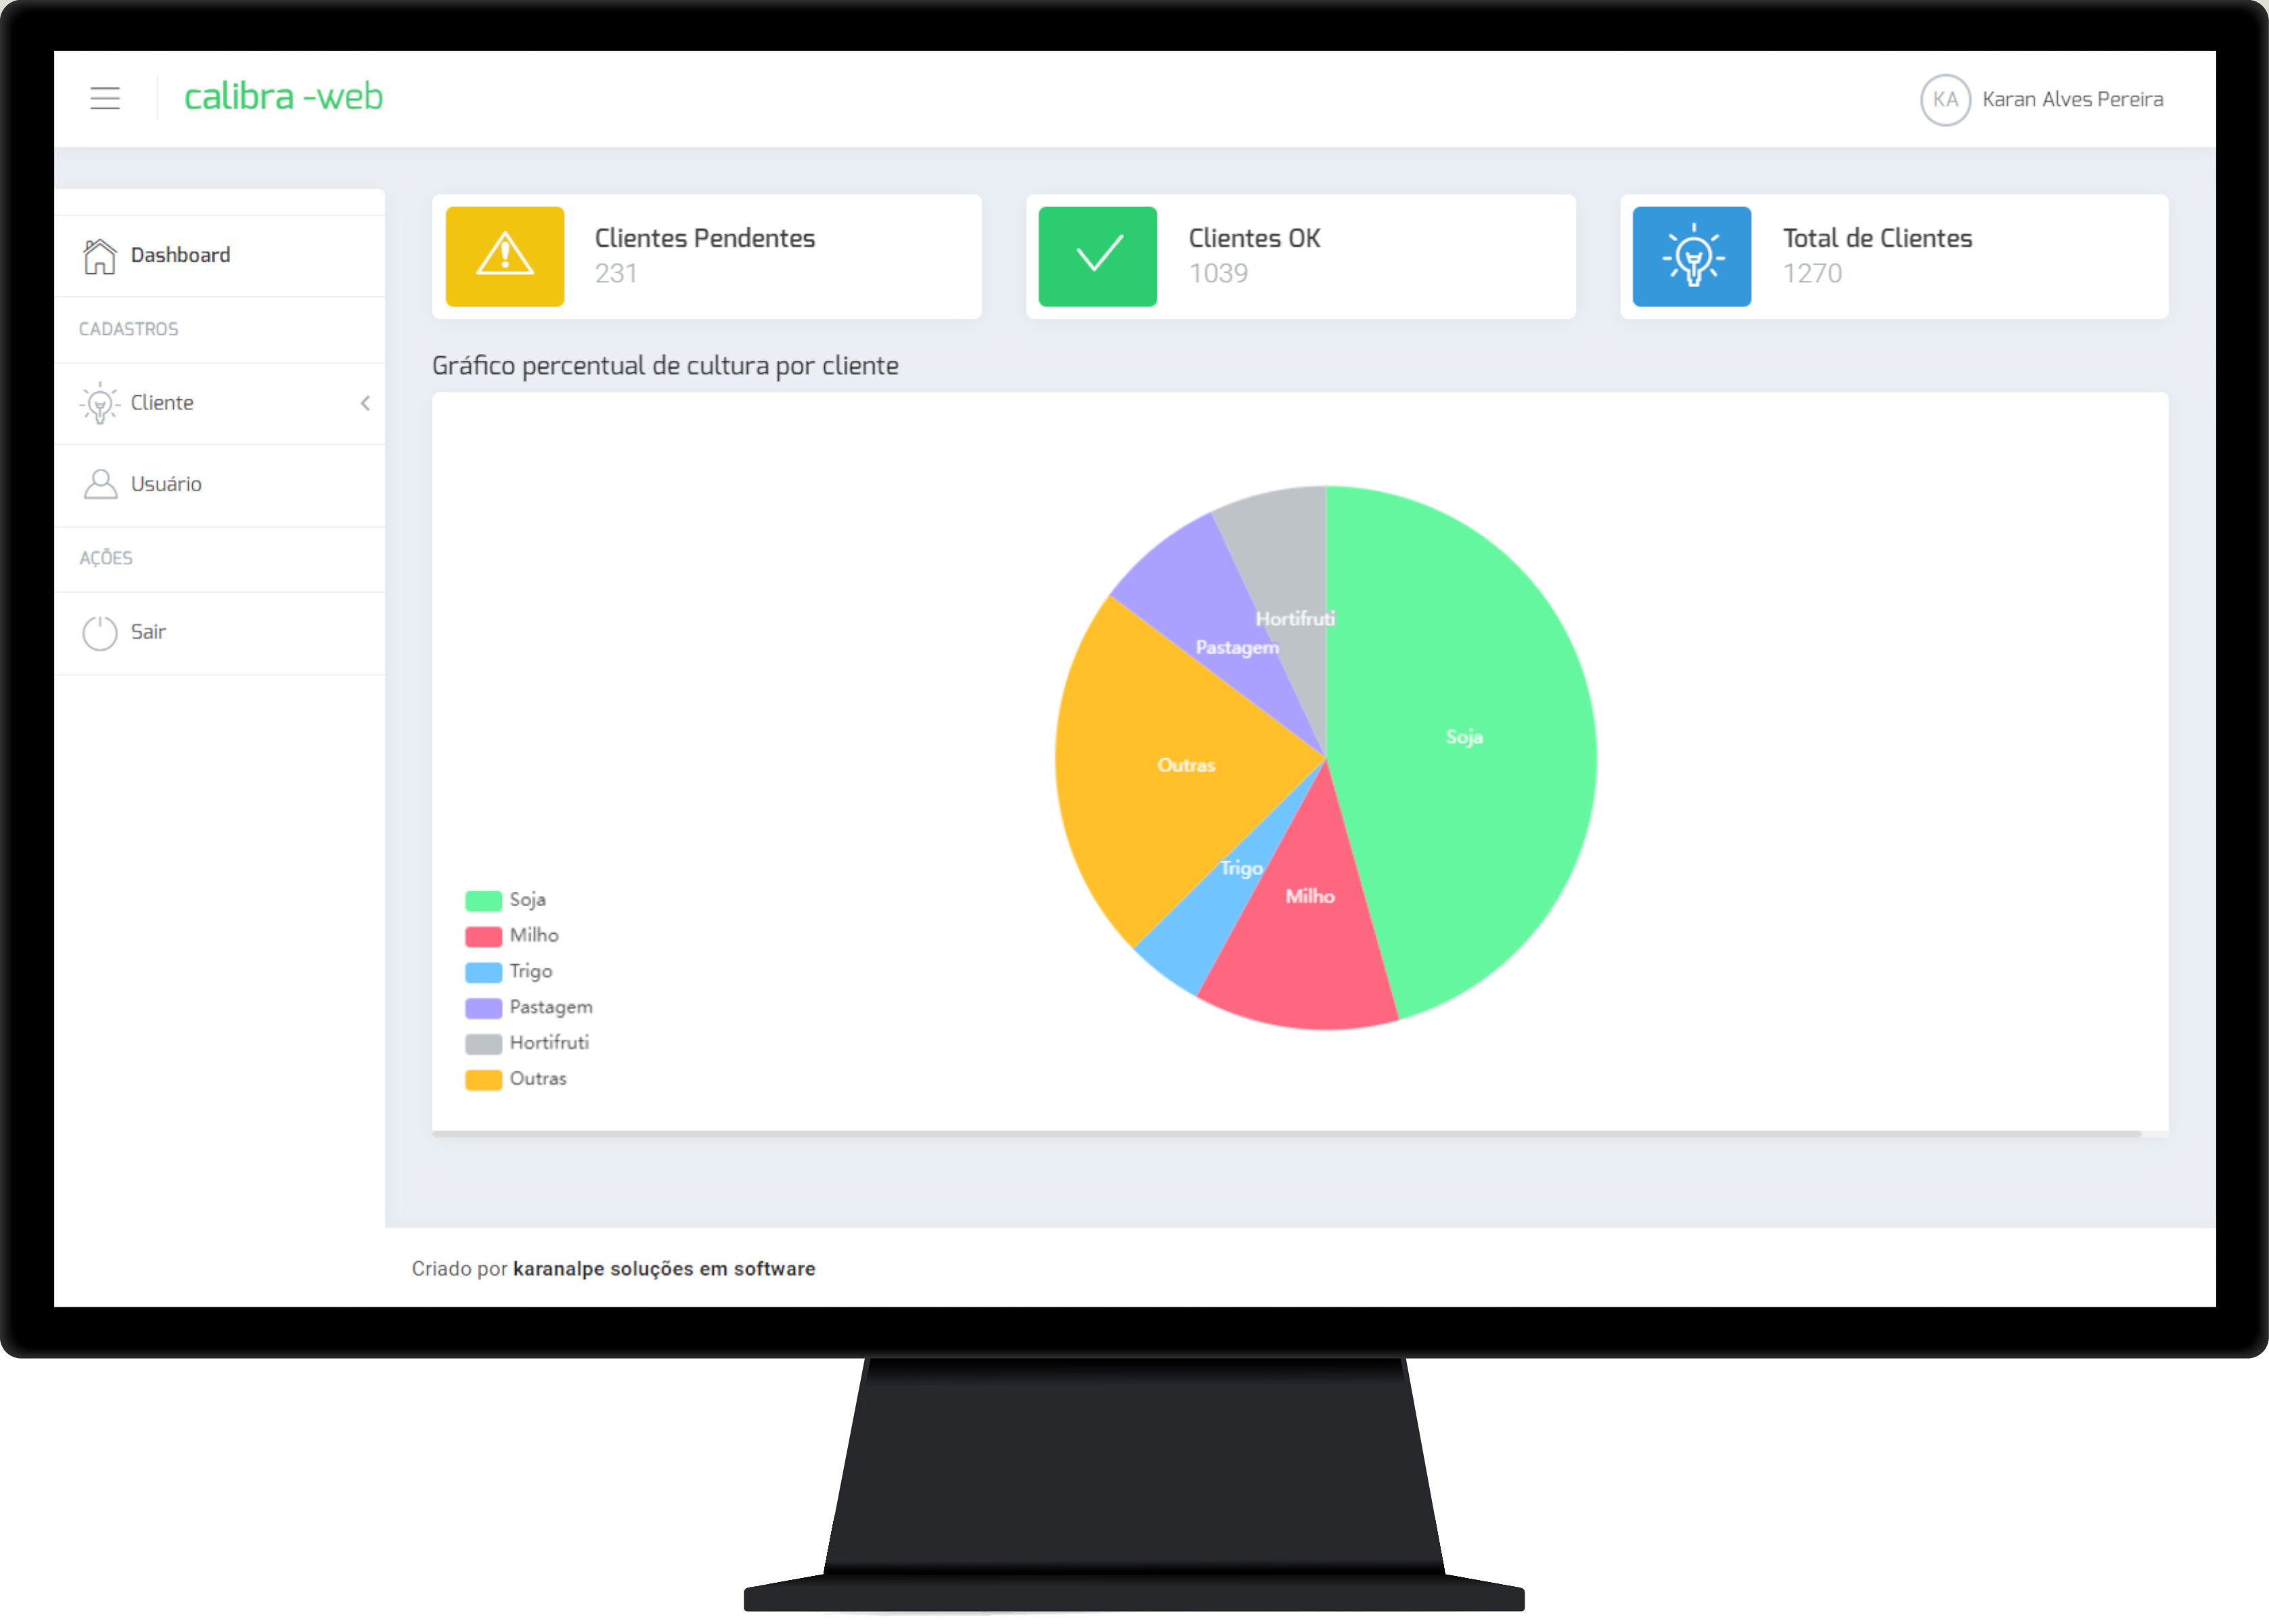 calibra -web
KA Karan Alves Pereira
Dashboard
CADASTROS
Cliente
Usuário
AÇÕES
Sair
Clientes Pendentes
231
Clientes OK
1039
Total de Clientes
1270
Gráfico percentual de cultura por cliente
Hortifruti
Pastagem
Soja
Outras
Trigo
Milho
Soja
Milho
Trigo
Pastagem
Hortifruti
Outras
Criado por karanalpe soluções em software